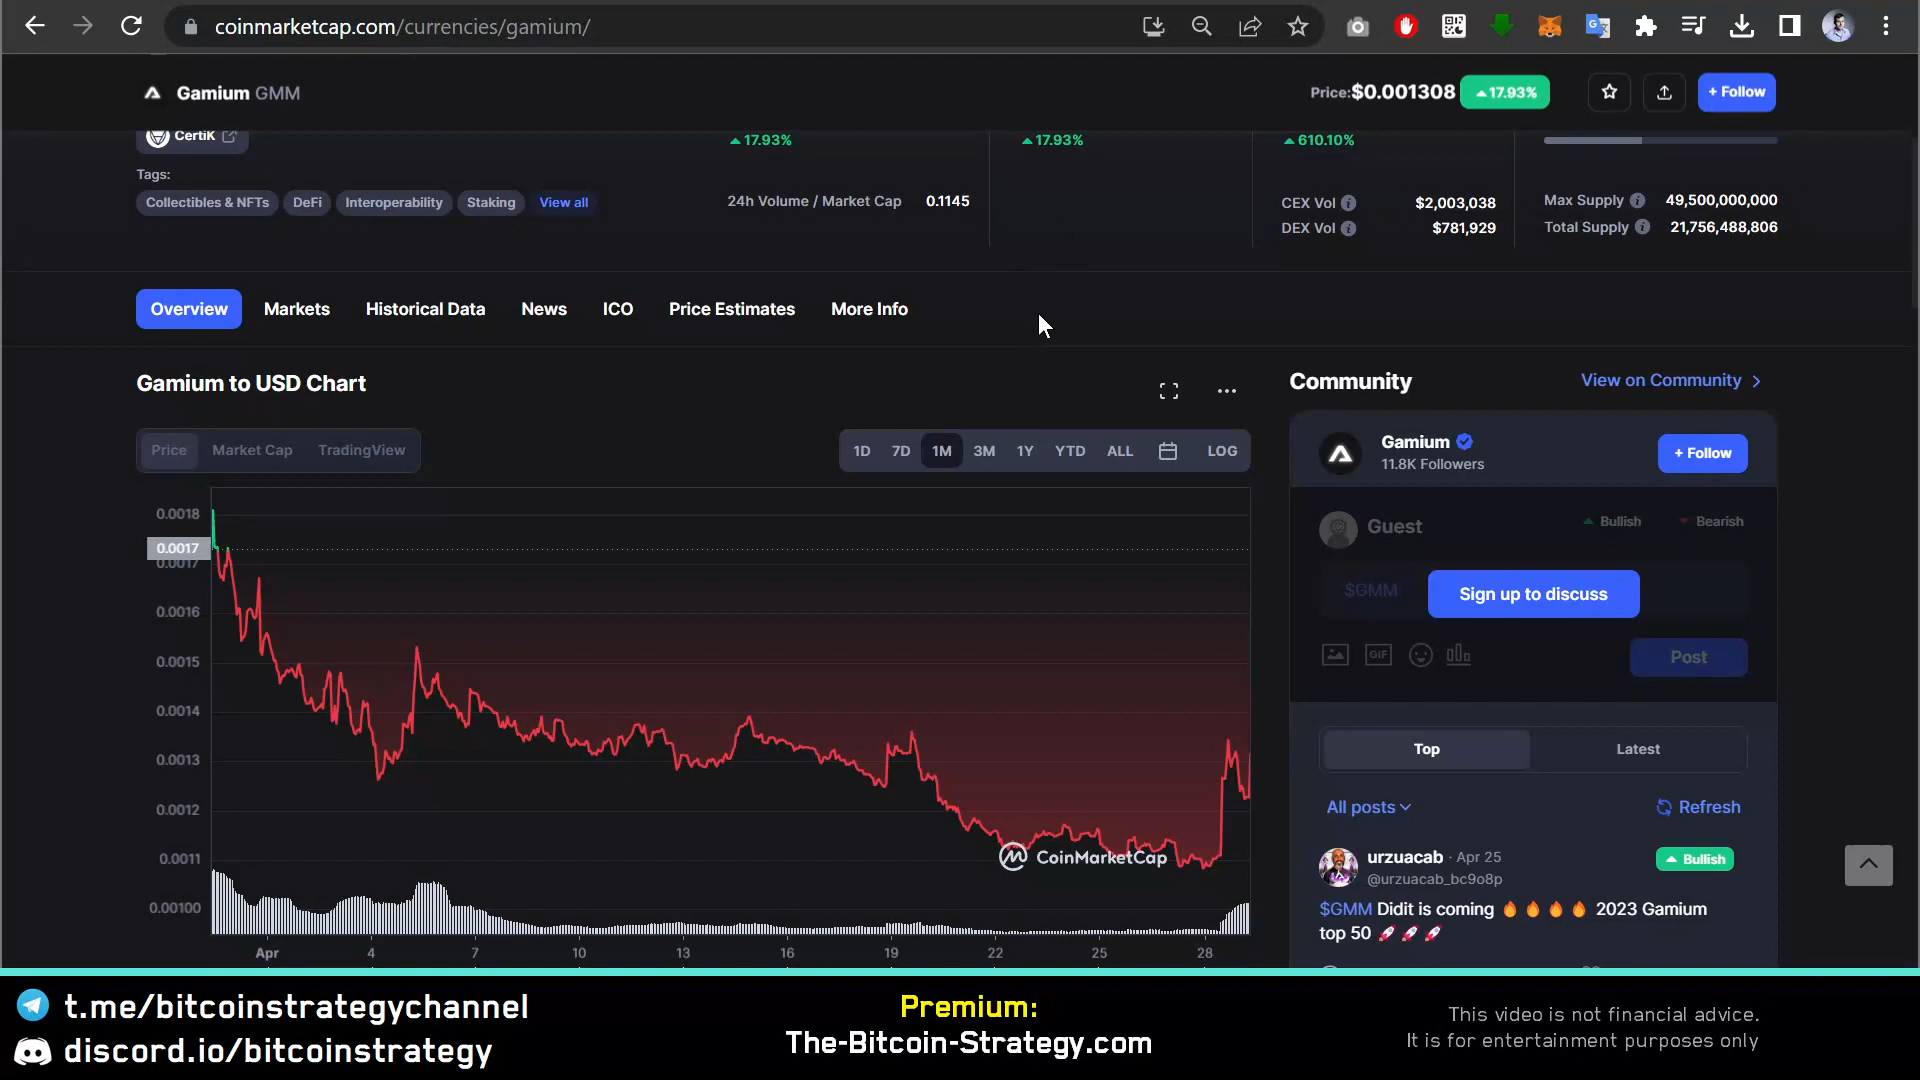 coinmarketcap.com/currencies/gamium/
Gamium GMM
Price:$0.001308
17.93%
+ Follow
CertiK
17.93%
17.93%
610.10%
Tags:
Collectibles & NFTs
DeFi
Interoperability
Staking
View all
24h Volume / Market Cap 0.1145
CEX Vol $2,003,038
DEX Vol $781,929
Max Supply 49,500,000,000
Total Supply 21,756,488,806
Overview
Markets
Historical Data
News
ICO
Price Estimates
More Info
Gamium to USD Chart
Price
Market Cap
TradingView
1D
7D
1M
3M
1Y
YTD
ALL
LOG
0.0018
0.0017
0.0017
0.0016
0.0015
0.0014
0.0013
0.0012
0.0011
0.00100
CoinMarketCap
Apr
4
7
10
13
16
19
22
25
28
Community
View on Community
Gamium
11.8K Followers
+ Follow
Guest
Bullish
Bearish
$GMM
Sign up to discuss
GIF
Post
Top
Latest
All posts
Refresh
urzuacab · Apr 25
@urzuacab_bc9o8p
Bullish
$GMM Didit is coming 🔥 🔥 🔥 🔥 2023 Gamium
top 50 🚀 🚀 🚀
t.me/bitcoinstrategychannel
discord.io/bitcoinstrategy
Premium:
The-Bitcoin-Strategy.com
This video is not financial advice.
It is for entertainment purposes only